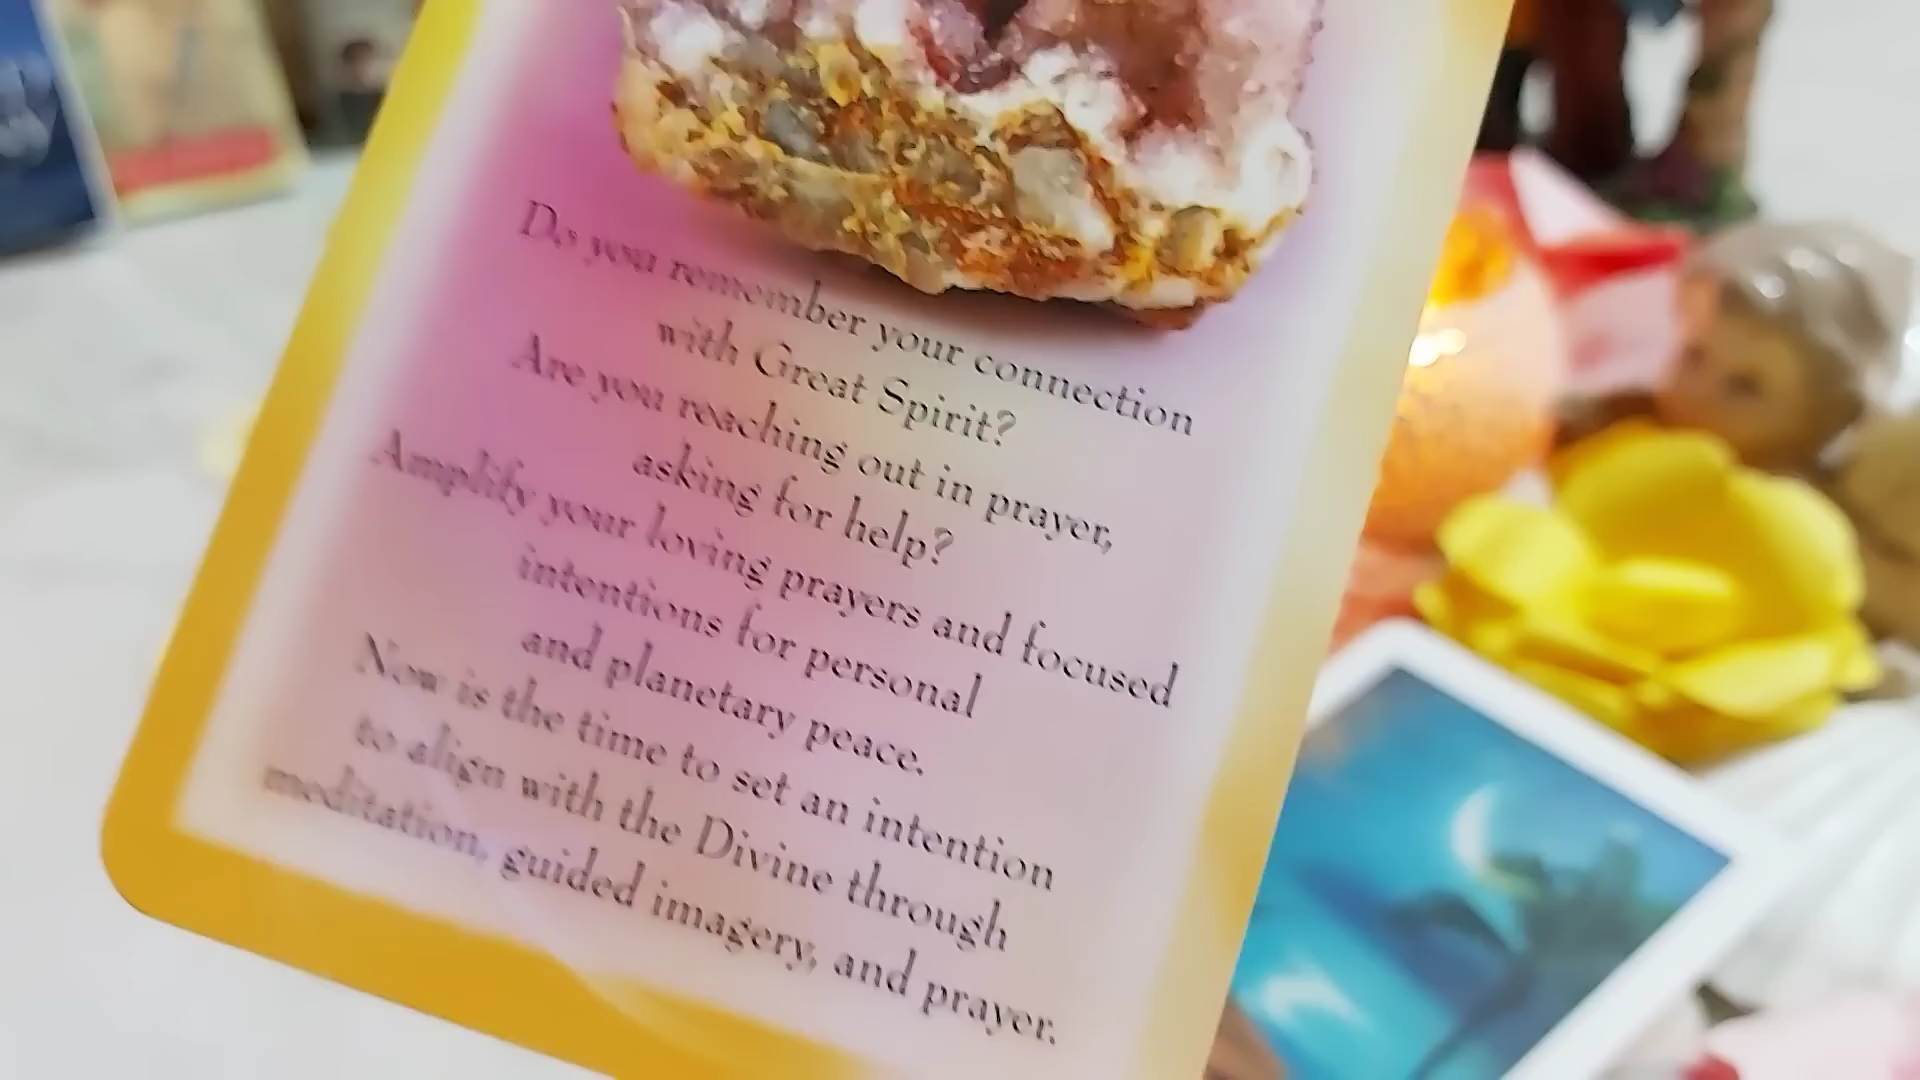 Do you remember your connection
with Great Spirit?
Are you reaching out in prayer,
asking for help?
Amplify your loving prayers and focused
intentions for personal
and planetary peace.
Now is the time to set an intention
to align with the Divine through
meditation, guided imagery, and prayer.